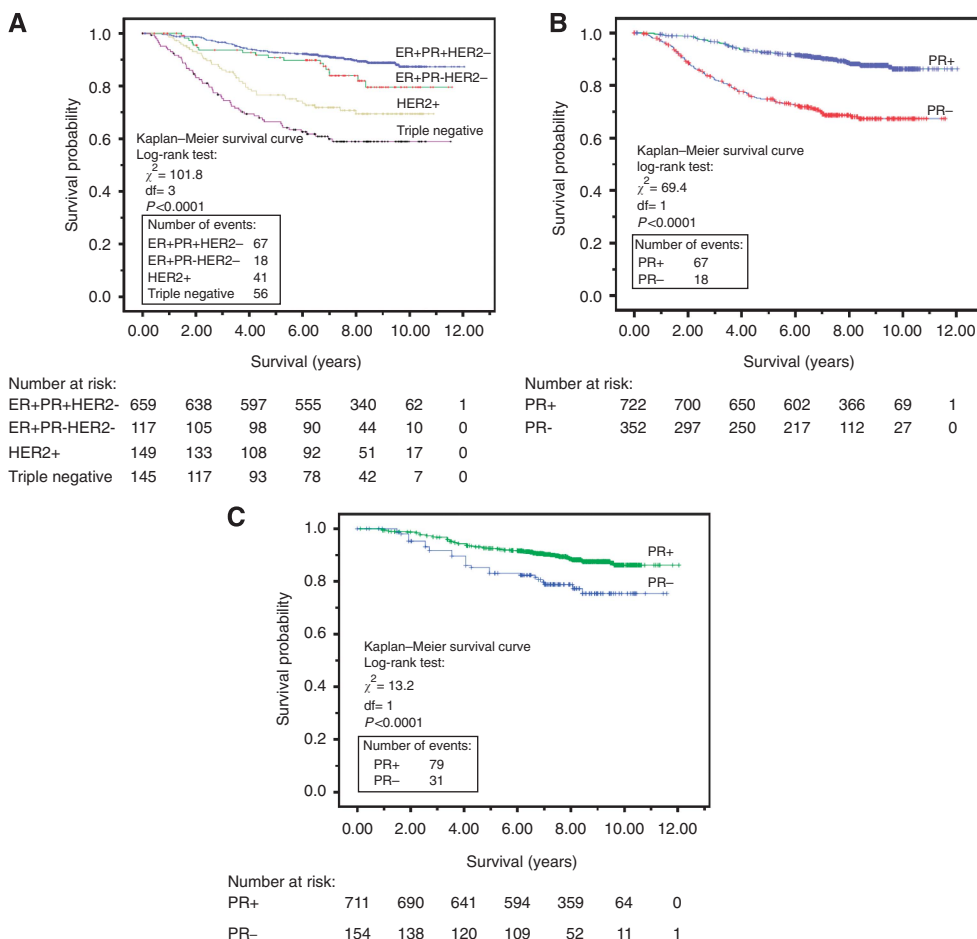 A
1.0
0.8
0.6
0.4
0.2
0.0
Survival probability
ER+PR+HER2–
ER+PR-HER2–
HER2+
Triple negative
Kaplan–Meier survival curve
Log-rank test:
χ2= 101.8
df= 3
P<0.0001
Number of events:
ER+PR+HER2– 67
ER+PR-HER2– 18
HER2+ 41
Triple negative 56
0.00 2.00 4.00 6.00 8.00 10.00 12.00
Survival (years)
Number at risk:
ER+PR+HER2- 659 638 597 555 340 62 1
ER+PR-HER2- 117 105 98 90 44 10 0
HER2+ 149 133 108 92 51 17 0
Triple negative 145 117 93 78 42 7 0
B
1.0
0.8
0.6
0.4
0.2
0.0
Survival probability
PR+
PR–
Kaplan–Meier survival curve
log-rank test:
χ2= 69.4
df= 1
P<0.0001
Number of events:
PR+ 67
PR– 18
0.00 2.00 4.00 6.00 8.00 10.00 12.00
Survival (years)
Number at risk:
PR+ 722 700 650 602 366 69 1
PR- 352 297 250 217 112 27 0
C
1.0
0.8
0.6
0.4
0.2
0.0
Survival probability
PR+
PR–
Kaplan–Meier survival curve
Log-rank test:
χ2= 13.2
df= 1
P<0.0001
Number of events:
PR+ 79
PR– 31
0.00 2.00 4.00 6.00 8.00 10.00 12.00
Survival (years)
Number at risk:
PR+ 711 690 641 594 359 64 0
PR– 154 138 120 109 52 11 1